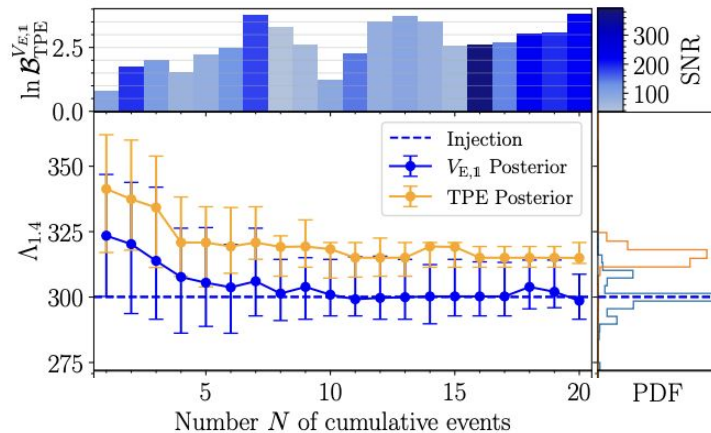 ln 𝓑^{V_{E,𝟙}}_{TPE}
2.5
0.0
300
200
100
SNR
Injection
V_{E,𝟙} Posterior
TPE Posterior
Λ_{1.4}
350
325
300
275
5
10
15
20
Number N of cumulative events
PDF